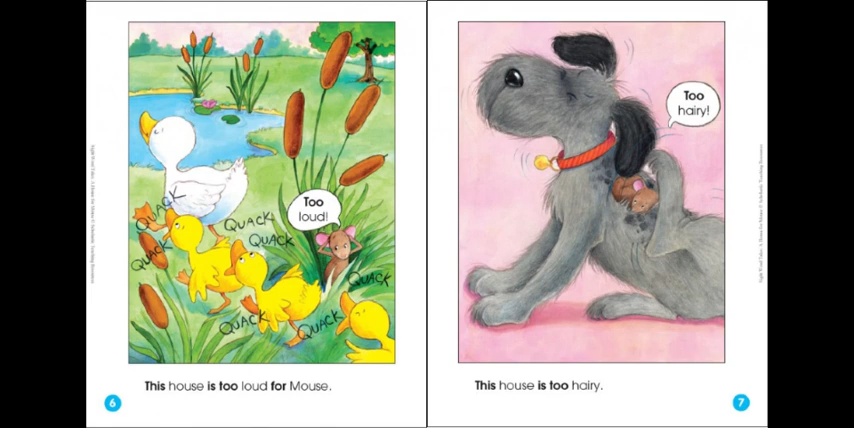 QUACK
QUACK
QUACK
QUACK
QUACK
QUACK
QUACK
Too
loud!
This house is too loud for Mouse.
6
Too
hairy!
This house is too hairy.
7